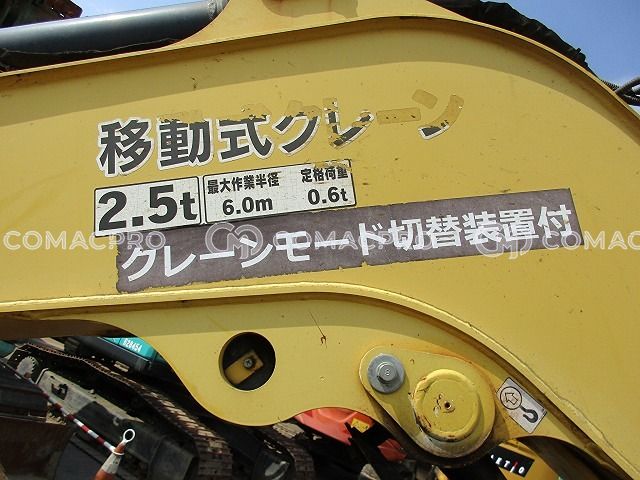 移動式クレーン
2.5t
最大作業半径 定格荷重
6.0m 0.6t
クレーンモード切替装置付
COMACPRO
COMACPRO
COMACPRO